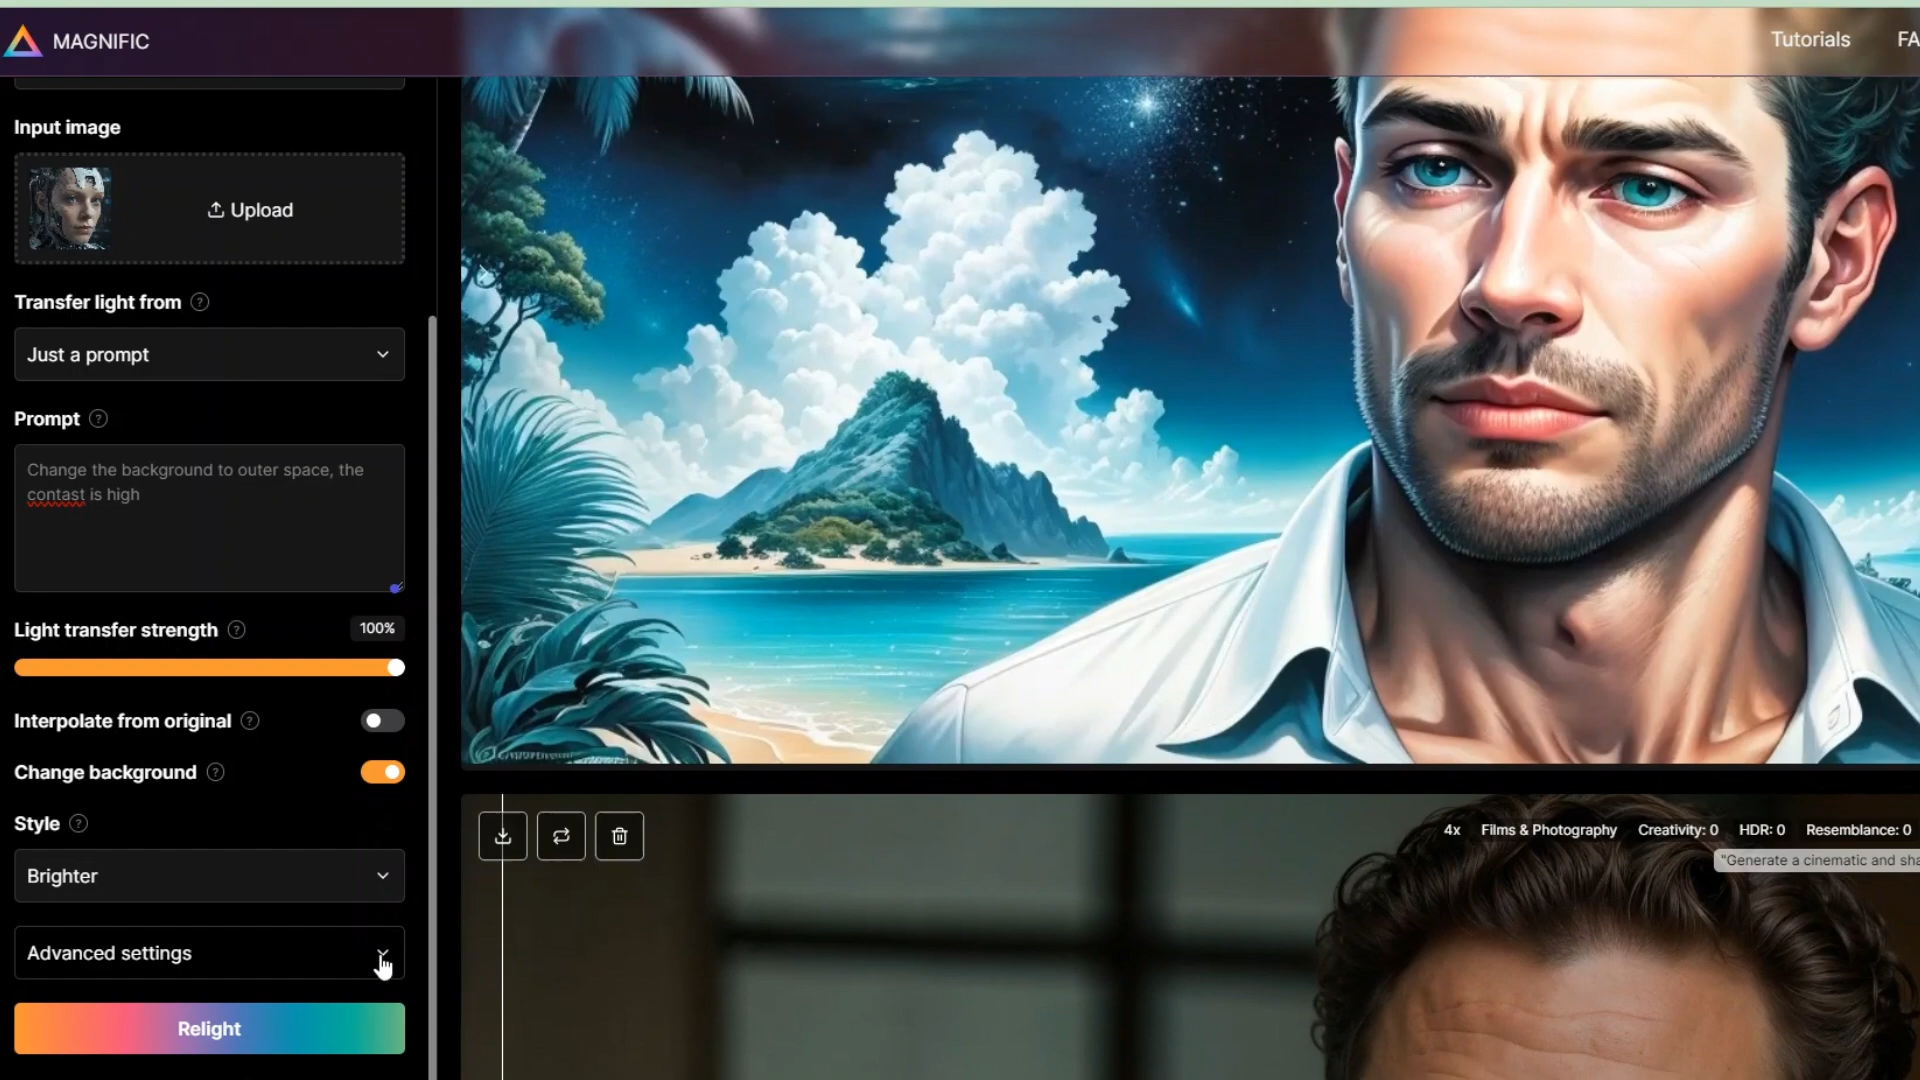 MAGNIFIC
Tutorials
FA
Input image
Upload
Transfer light from ?
Just a prompt
Prompt ?
Change the background to outer space, the
contast is high
Light transfer strength ? 100%
Interpolate from original ?
Change background ?
Style ?
Brighter
Advanced settings
Relight
4x Films & Photography Creativity: 0 HDR: 0 Resemblance: 0
"Generate a cinematic and sha